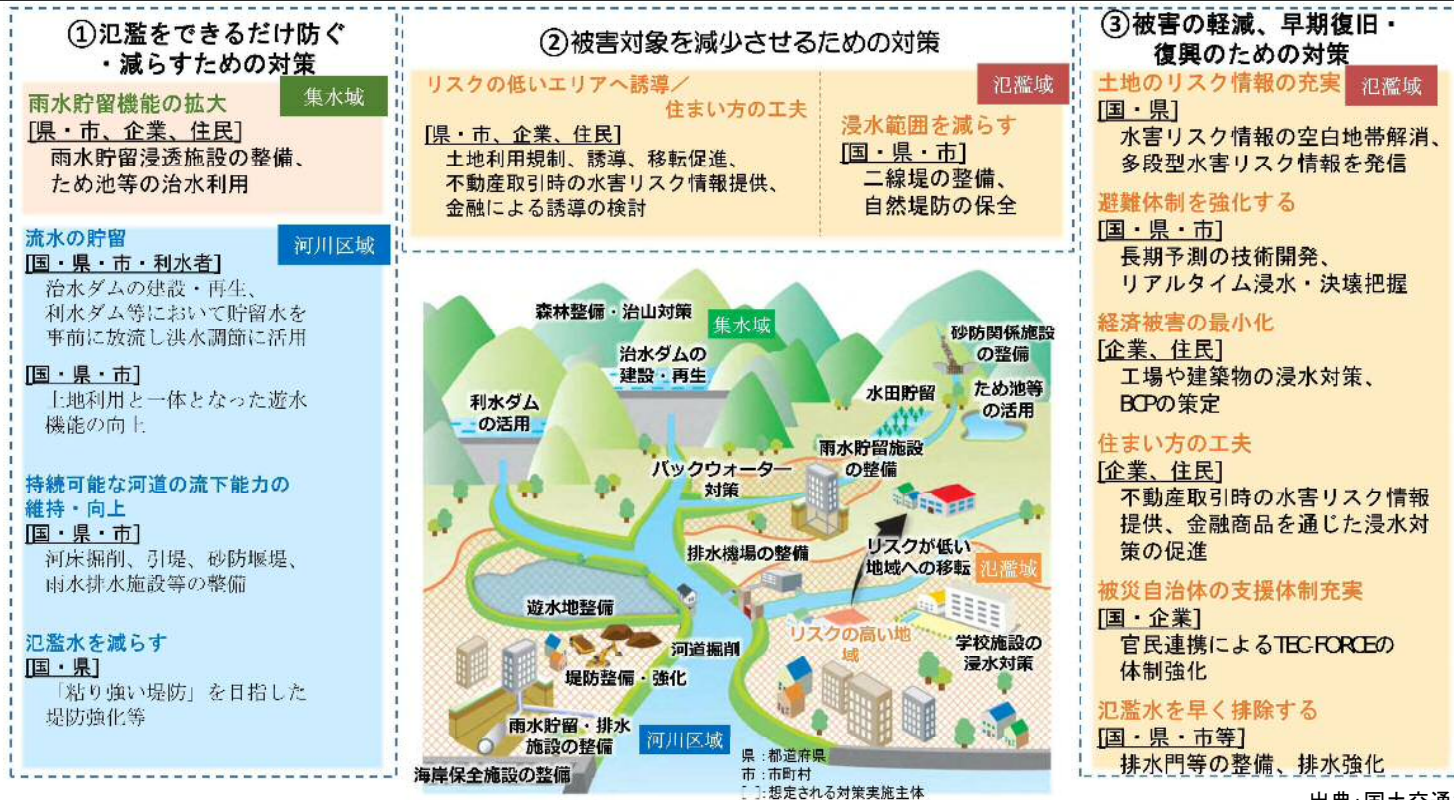 ①氾濫をできるだけ防ぐ
・減らすための対策
集水域
雨水貯留機能の拡大
[県・市、企業、住民]
雨水貯留浸透施設の整備、
ため池等の治水利用
流水の貯留
河川区域
[国・県・市・利水者]
治水ダムの建設・再生、
利水ダム等において貯留水を
事前に放流し洪水調節に活用
[国・県・市]
土地利用と一体となった遊水
機能の向上
持続可能な河道の流下能力の
維持・向上
[国・県・市]
河床掘削、引堤、砂防堰堤、
雨水排水施設等の整備
氾濫水を減らす
[国・県]
「粘り強い堤防」を目指した
堤防強化等
②被害対象を減少させるための対策
リスクの低いエリアへ誘導／
住まい方の工夫
[県・市、企業、住民]
土地利用規制、誘導、移転促進、
不動産取引時の水害リスク情報提供、
金融による誘導の検討
氾濫域
浸水範囲を減らす
[国・県・市]
二線堤の整備、
自然堤防の保全
森林整備・治山対策
集水域
砂防関係施設
の整備
治水ダムの
建設・再生
水田貯留
ため池等
の活用
利水ダム
の活用
雨水貯留施設
の整備
バックウォーター
対策
排水機場の整備
リスクが低い
地域への移転
氾濫域
遊水地整備
河道掘削
リスクの高い地
域
学校施設の
浸水対策
堤防整備・強化
雨水貯留・排水
施設の整備
河川区域
海岸保全施設の整備
県：都道府県
市：市町村
[ ]：想定される対策実施主体
③被害の軽減、早期復旧・
復興のための対策
土地のリスク情報の充実
氾濫域
[国・県]
水害リスク情報の空白地帯解消、
多段型水害リスク情報を発信
避難体制を強化する
[国・県・市]
長期予測の技術開発、
リアルタイム浸水・決壊把握
経済被害の最小化
[企業、住民]
工場や建築物の浸水対策、
BCPの策定
住まい方の工夫
[企業、住民]
不動産取引時の水害リスク情報
提供、金融商品を通じた浸水対
策の促進
被災自治体の支援体制充実
[国・企業]
官民連携によるTEC-FORCEの
体制強化
氾濫水を早く排除する
[国・県・市等]
排水門等の整備、排水強化